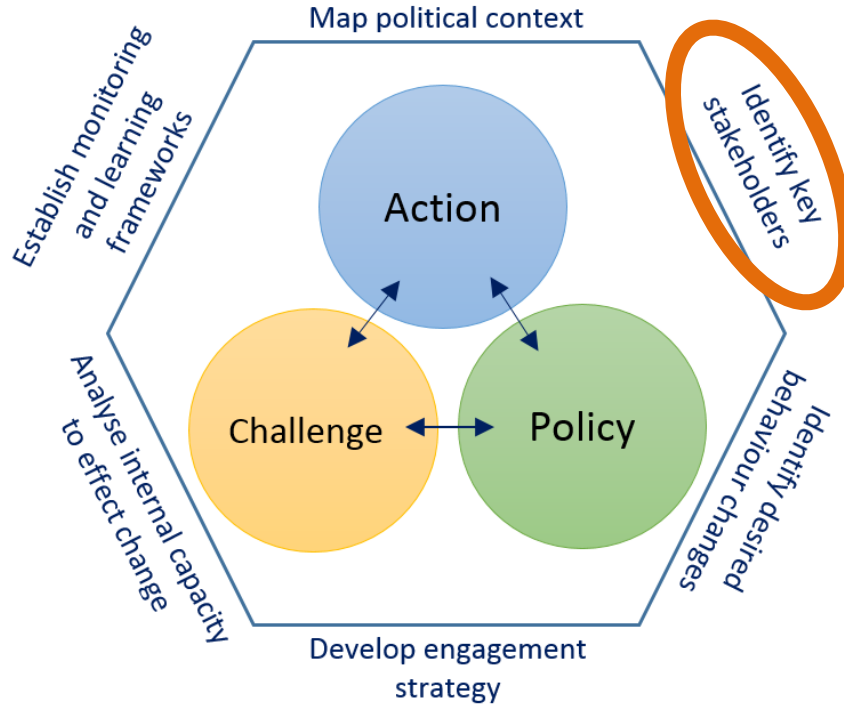 Map political context
Identify key
stakeholders
Identify desired
behaviour changes
Develop engagement
strategy
Analyse internal capacity
to effect change
Establish monitoring
and learning
frameworks
Action
Challenge
Policy